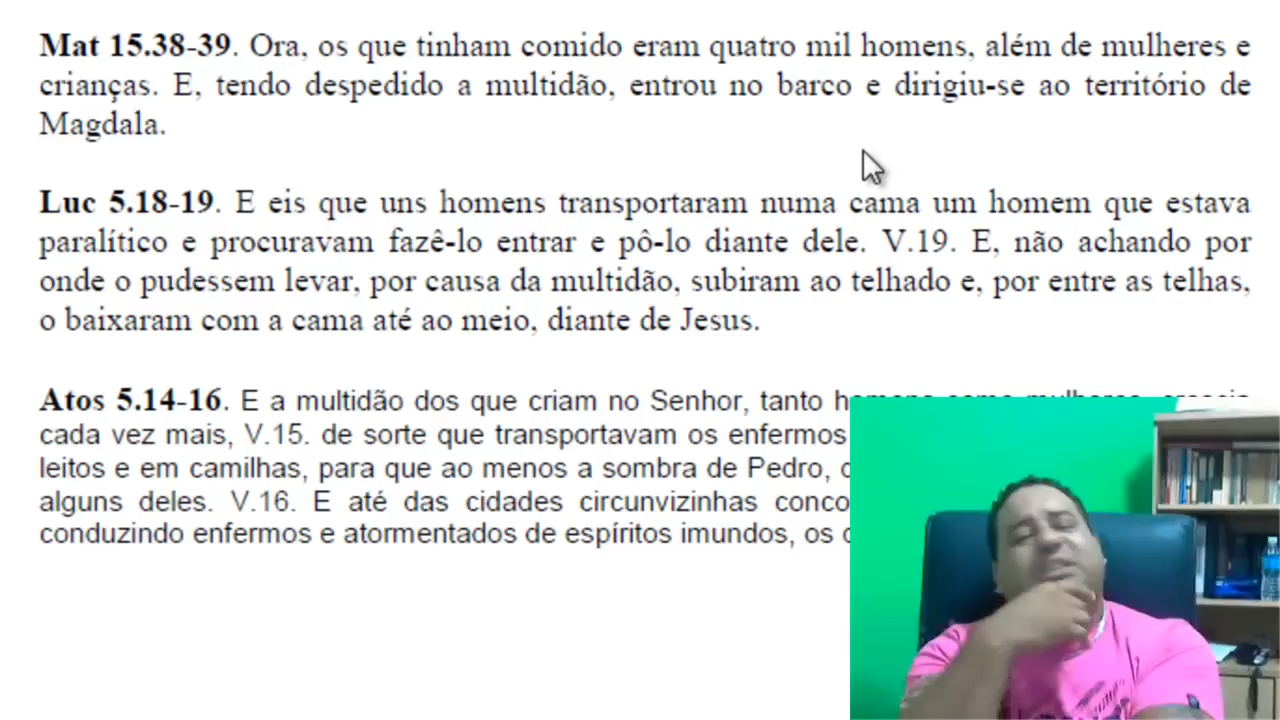 Mat 15.38-39. Ora, os que tinham comido eram quatro mil homens, além de mulheres e
crianças. E, tendo despedido a multidão, entrou no barco e dirigiu-se ao território de
Magdala.
Luc 5.18-19. E eis que uns homens transportaram numa cama um homem que estava
paralítico e procuravam fazê-lo entrar e pô-lo diante dele. V.19. E, não achando por
onde o pudessem levar, por causa da multidão, subiram ao telhado e, por entre as telhas,
o baixaram com a cama até ao meio, diante de Jesus.
Atos 5.14-16. E a multidão dos que criam no Senhor, tanto homens como mulheres, crescia
cada vez mais, V.15. de sorte que transportavam os enfermos
leitos e em camilhas, para que ao menos a sombra de Pedro,
alguns deles. V.16. E até das cidades circunvizinhas
conduzindo enfermos e atormentados de espíritos imundos, os